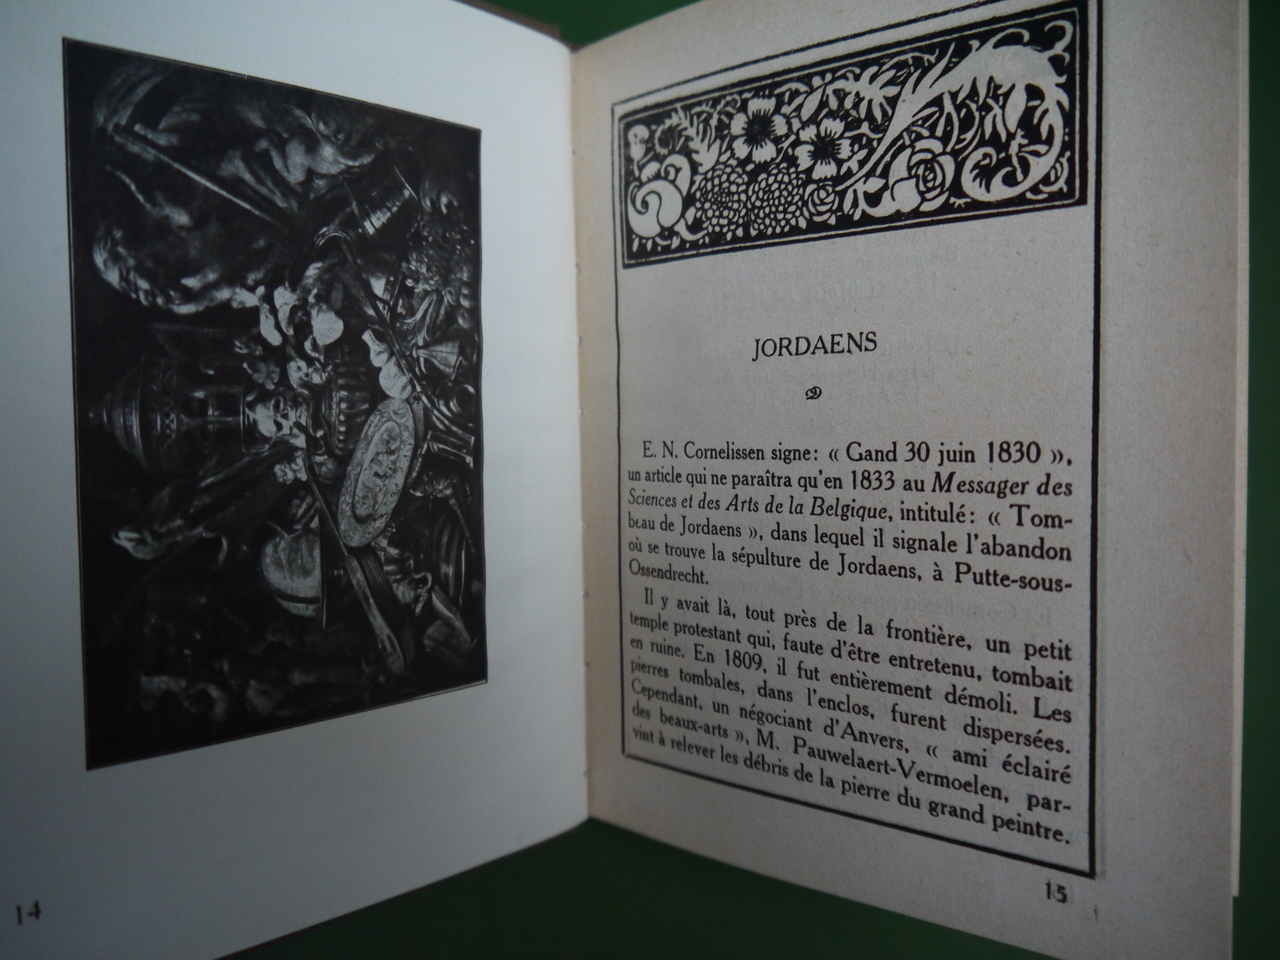 14
JORDAENS
E. N. Cornelissen signe: « Gand 30 juin 1830 »,
un article qui ne paraîtra qu'en 1833 au Messager des
Sciences et des Arts de la Belgique, intitulé: « Tom-
beau de Jordaens », dans lequel il signale l'abandon
où se trouve la sépulture de Jordaens, à Putte-sous-
Ossendrecht.
Il y avait là, tout près de la frontière, un petit
temple protestant qui, faute d'être entretenu, tombait
en ruine. En 1809, il fut entièrement démoli. Les
pierres tombales, dans l'enclos, furent dispersées.
Cependant, un négociant d'Anvers, « ami éclairé
des beaux-arts », M. Pauwelaert-Vermoelen, par-
vint à relever les débris de la pierre du grand peintre.
15